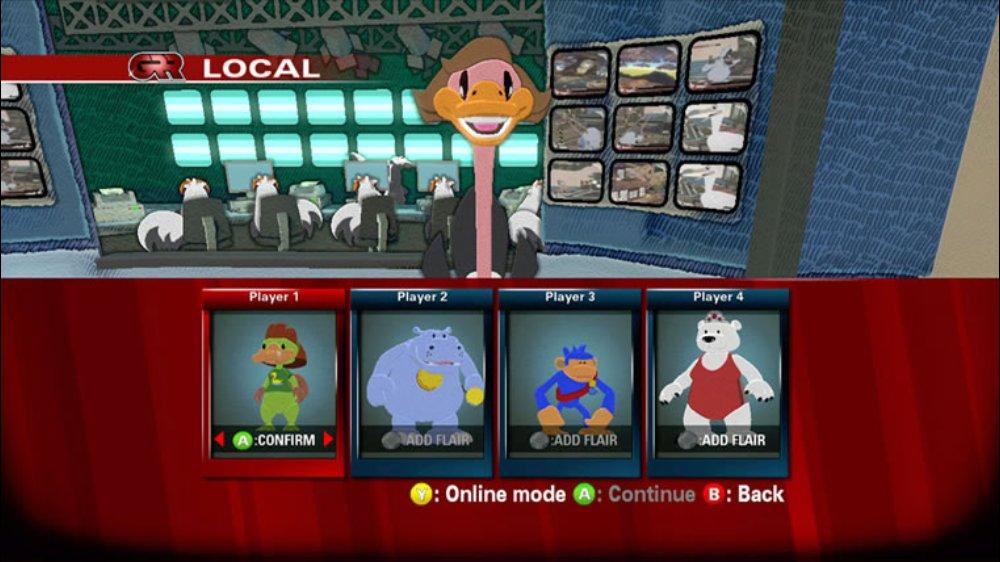 GRR LOCAL
Player 1
Player 2
Player 3
Player 4
A :CONFIRM
:ADD FLAIR
:ADD FLAIR
:ADD FLAIR
Y : Online mode A : Continue B : Back